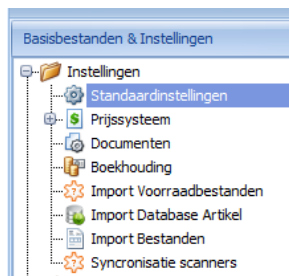 Basisbestanden & Instellingen
Instellingen
Standaardinstellingen
Prijssysteem
Documenten
Boekhouding
Import Voorraadbestanden
Import Database Artikel
Import Bestanden
Syncronisatie scanners